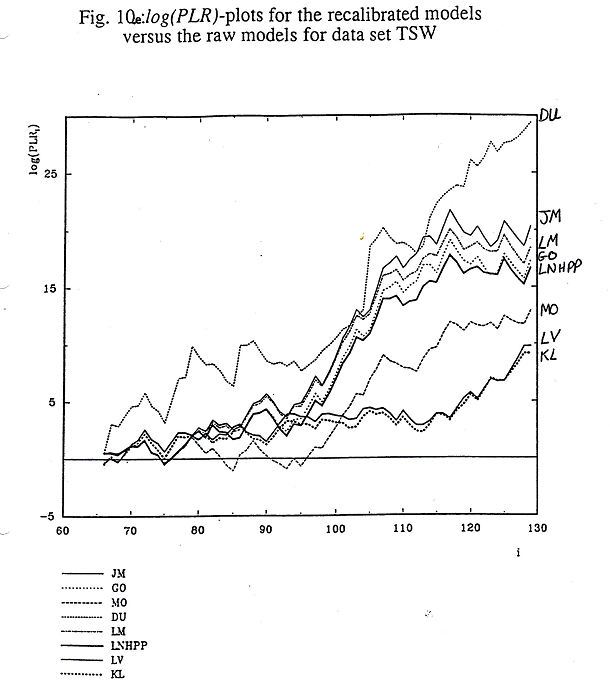 Fig. 10e:log(PLR)-plots for the recalibrated models
versus the raw models for data set TSW
log(PLRi)
25
15
5
-5
60 70 80 90 100 110 120 130
i
DU
JM
LM
GO
LNHPP
MO
LV
KL
JM
GO
MO
DU
LM
LNHPP
LV
KL